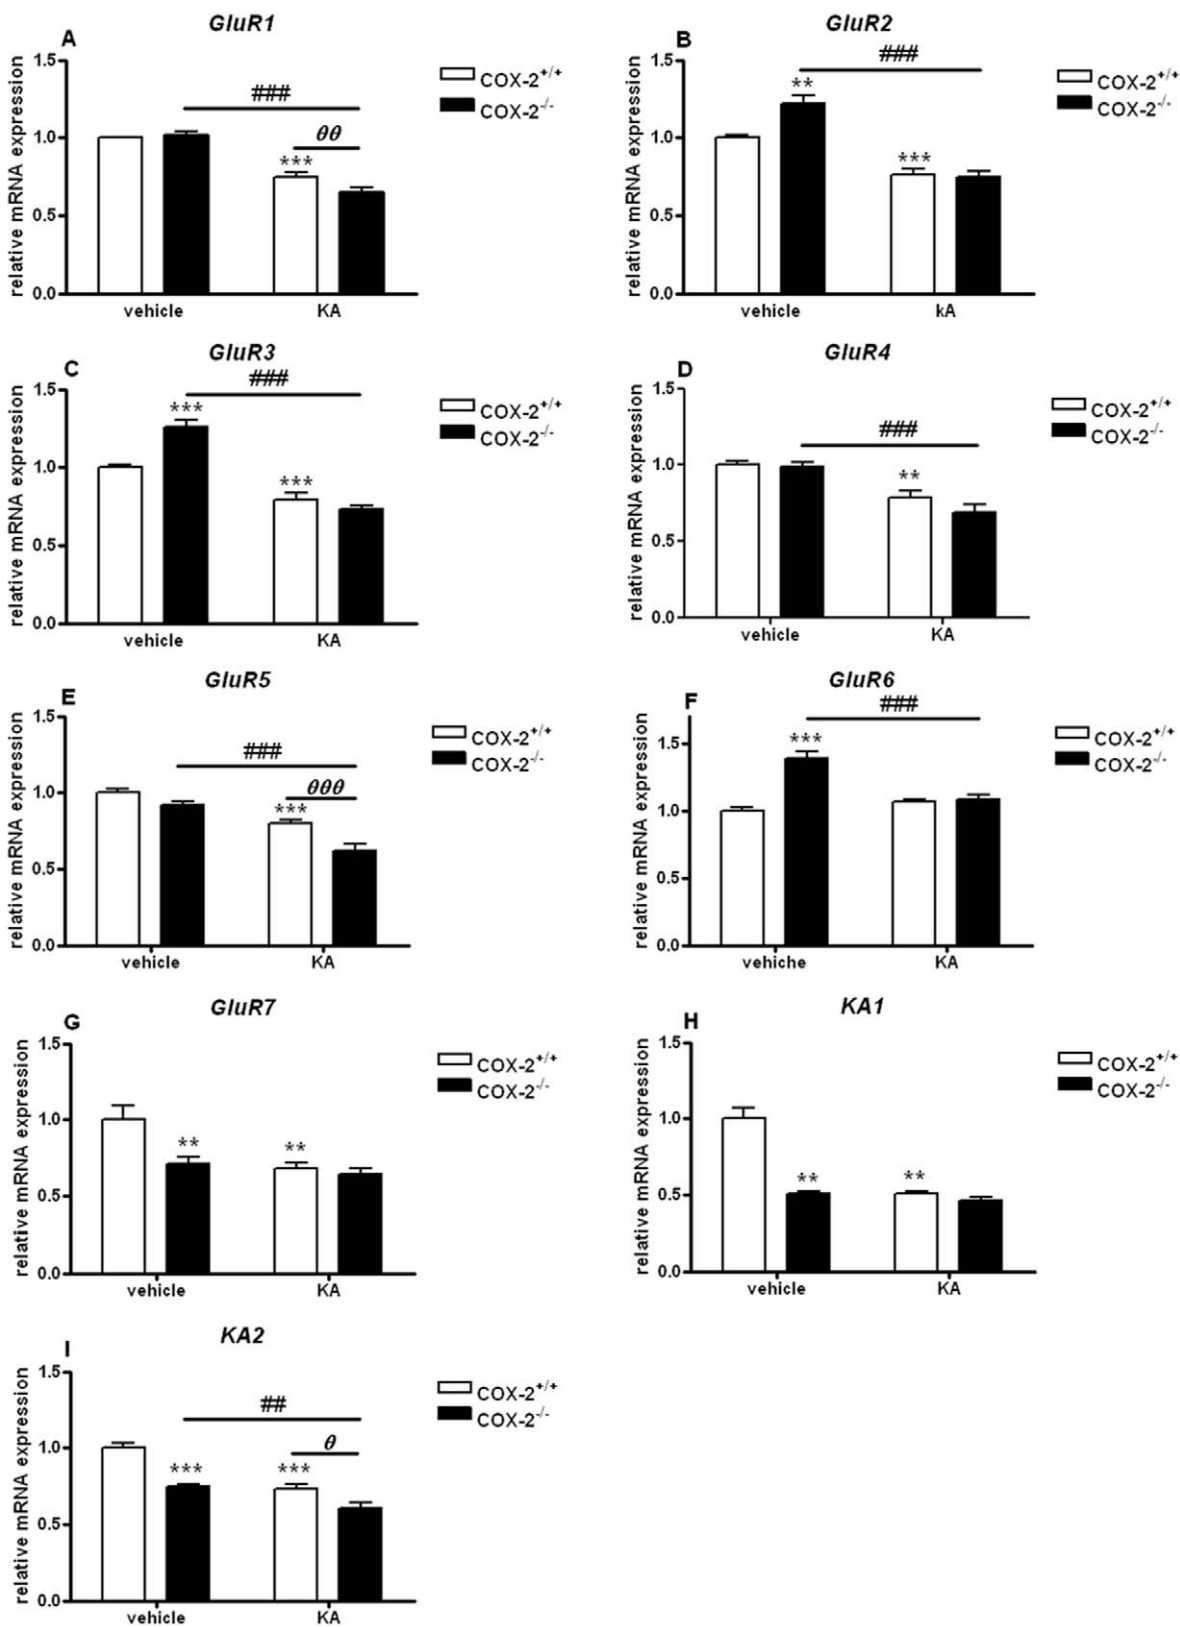 GluR1
A
relative mRNA expression
1.5
1.0
0.5
0.0
###
θθ
***
vehicle
KA
COX-2+/+
COX-2-/-
GluR2
B
relative mRNA expression
1.5
1.0
0.5
0.0
###
**
***
vehicle
kA
COX-2+/+
COX-2-/-
GluR3
C
relative mRNA expression
1.5
1.0
0.5
0.0
###
***
***
vehicle
KA
COX-2+/+
COX-2-/-
GluR4
D
relative mRNA expression
1.5
1.0
0.5
0.0
###
**
vehicle
KA
COX-2+/+
COX-2-/-
GluR5
E
relative mRNA expression
1.5
1.0
0.5
0.0
###
θθθ
***
vehicle
KA
COX-2+/+
COX-2-/-
GluR6
F
relative mRNA expression
1.5
1.0
0.5
0.0
###
***
vehiche
KA
COX-2+/+
COX-2-/-
GluR7
G
relative mRNA expression
1.5
1.0
0.5
0.0
**
**
vehicle
KA
COX-2+/+
COX-2-/-
KA1
H
relative mRNA expression
1.5
1.0
0.5
0.0
**
**
vehicle
KA
COX-2+/+
COX-2-/-
KA2
I
relative mRNA expression
1.5
1.0
0.5
0.0
##
θ
***
***
vehicle
KA
COX-2+/+
COX-2-/-